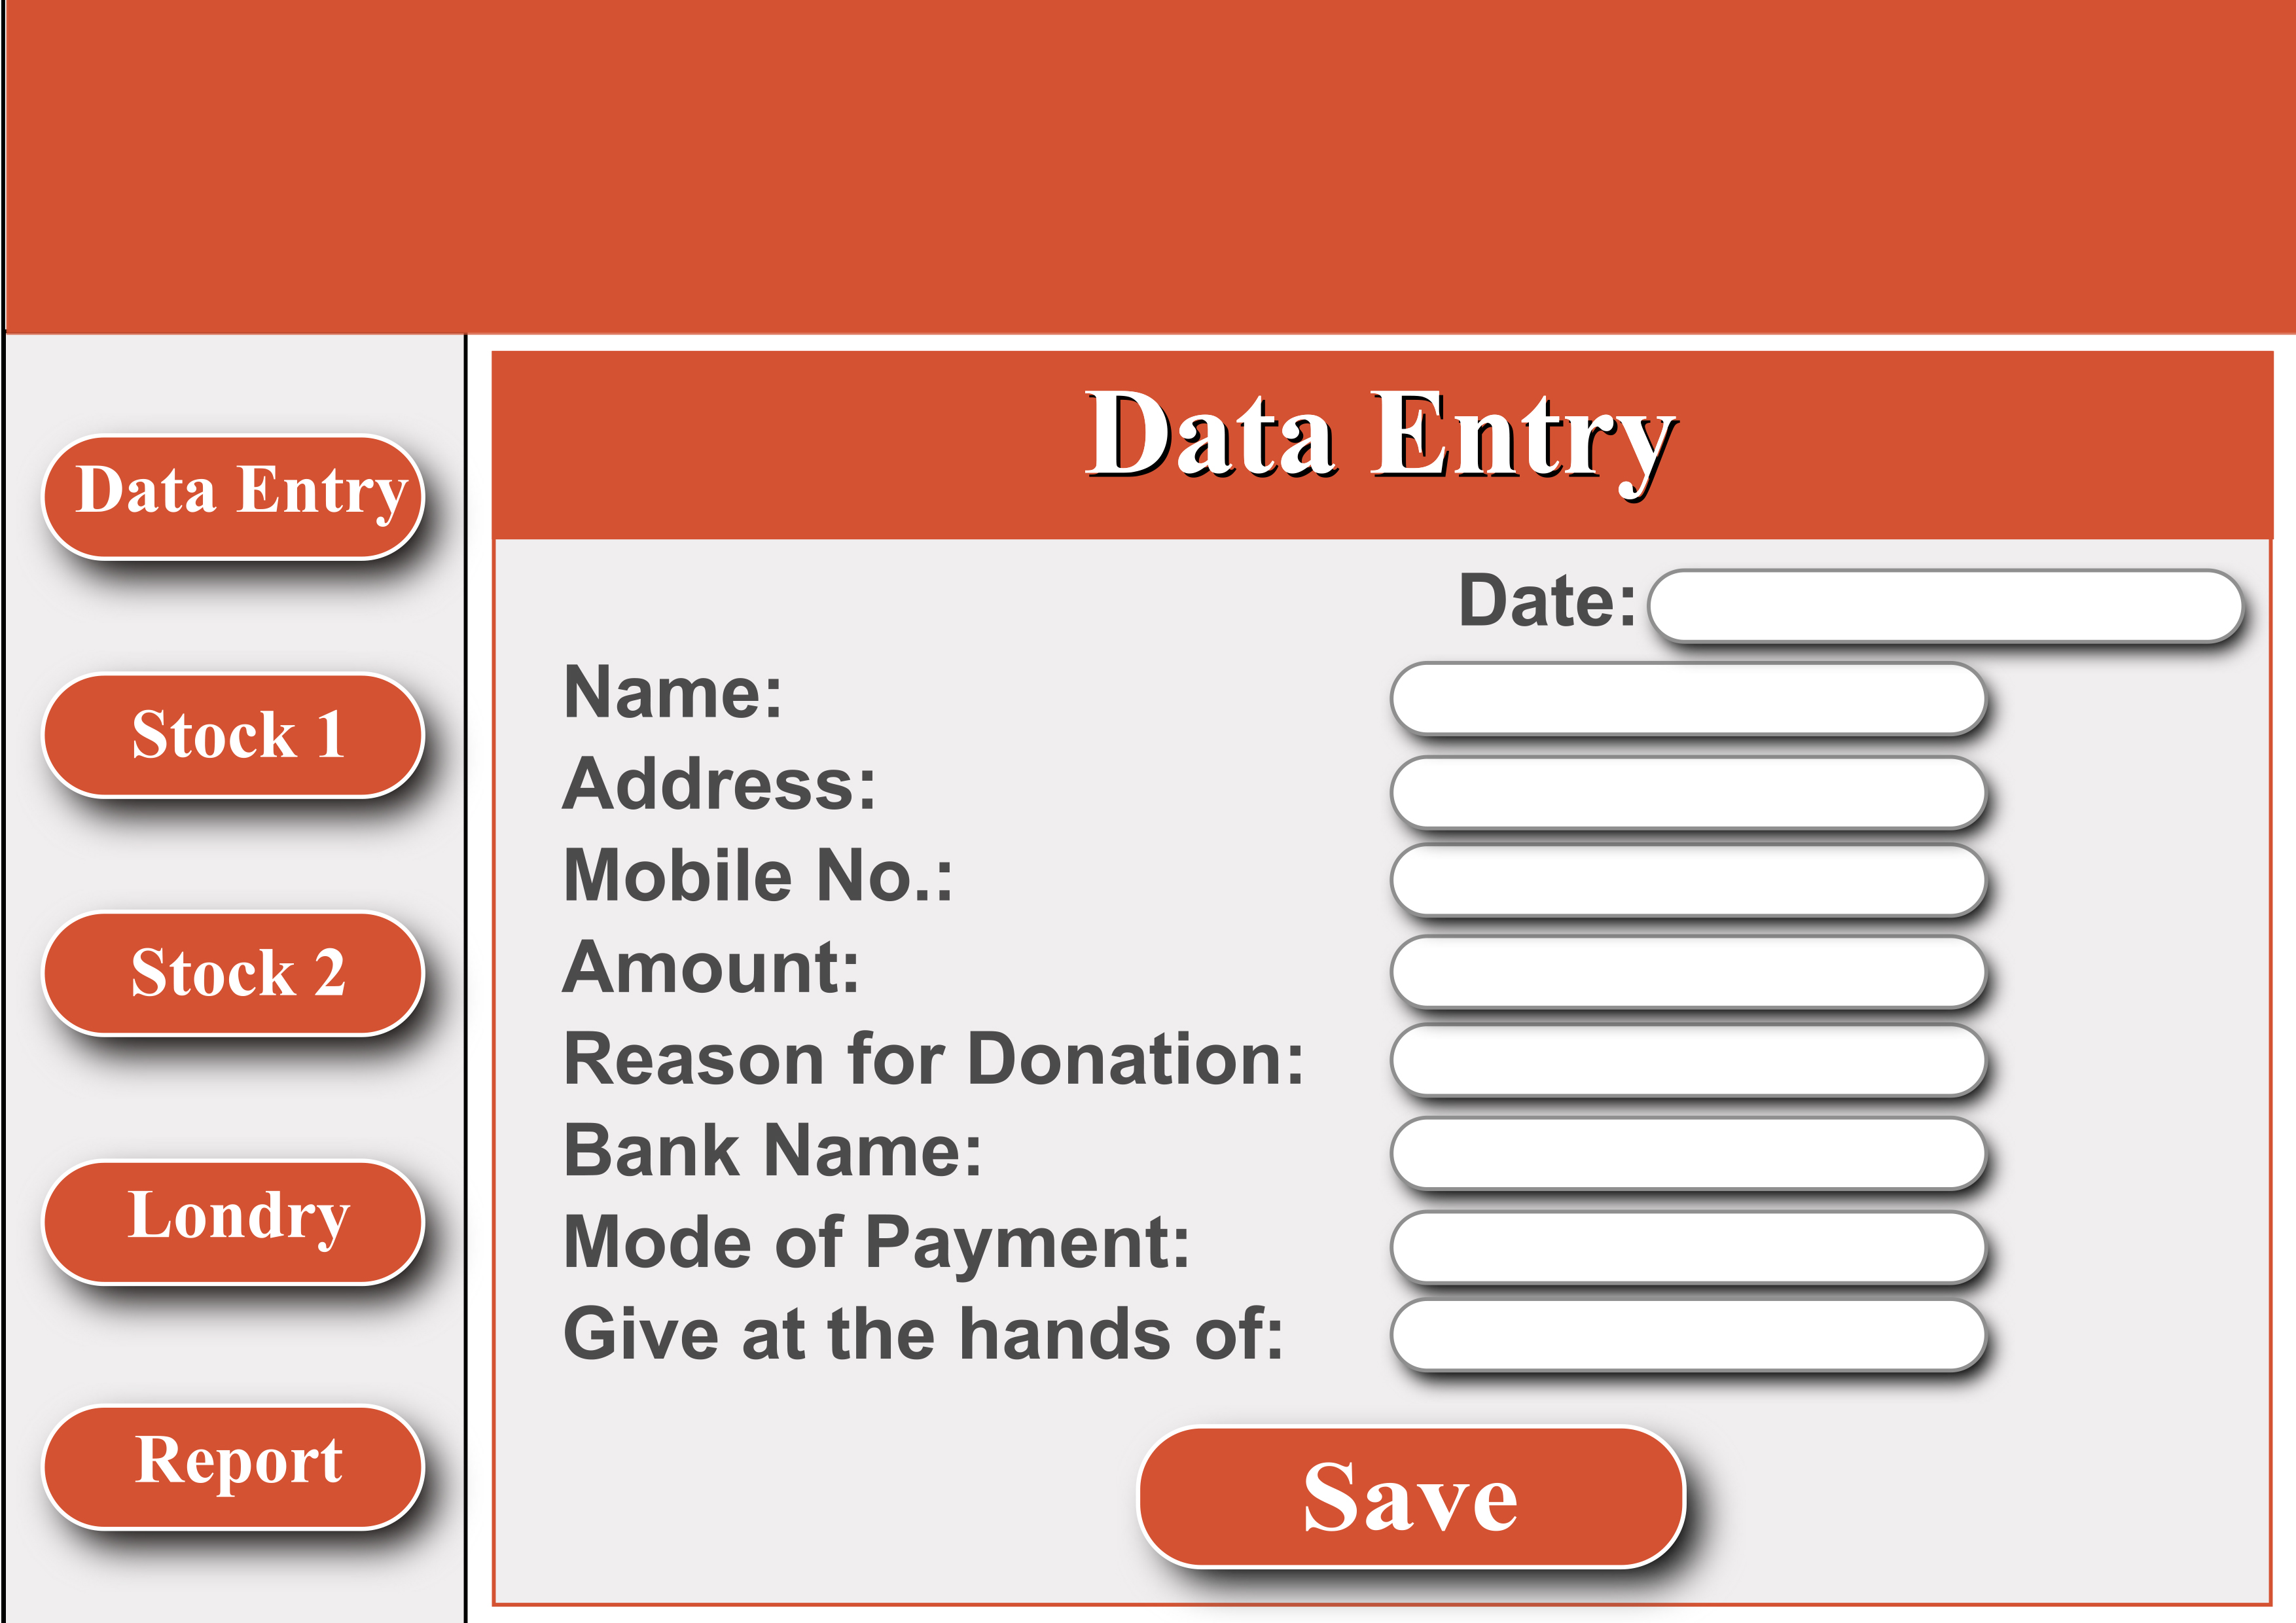 Data Entry
Data Entry
Stock 1
Stock 2
Londry
Report
Date:
Name:
Address:
Mobile No.:
Amount:
Reason for Donation:
Bank Name:
Mode of Payment:
Give at the hands of:
Save